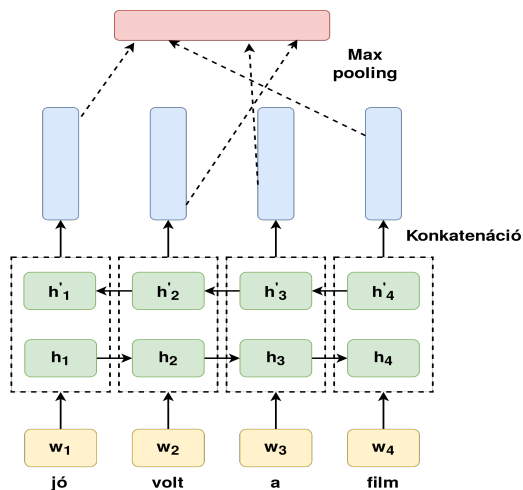 Max
pooling
Konkatenáció
h'1 h'2 h'3 h'4
h1 h2 h3 h4
w1 w2 w3 w4
jó volt a film